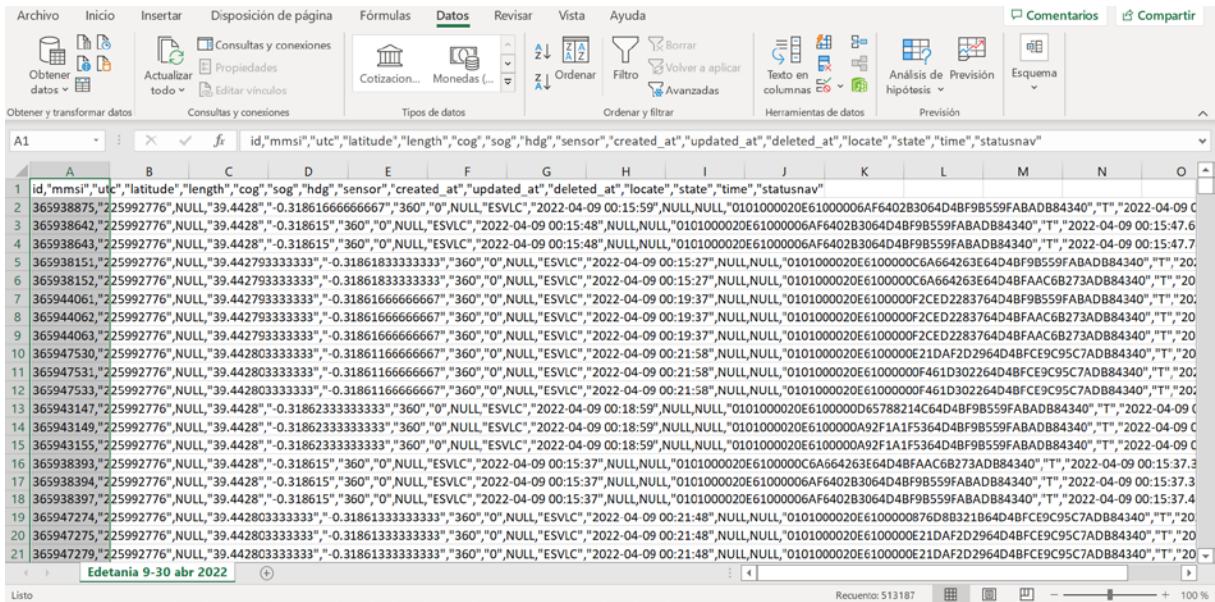 Archivo Inicio Insertar Disposición de página Fórmulas Datos Revisar Vista Ayuda Comentarios Compartir
Obtener datos
Actualizar todo
Consultas y conexiones
Propiedades
Editar vínculos
Cotizacion... Monedas (...
Ordenar
Filtro
Borrar
Volver a aplicar
Avanzadas
Texto en columnas
Análisis de hipótesis
Previsión
Esquema
Obtener y transformar datos Consultas y conexiones Tipos de datos Ordenar y filtrar Herramientas de datos Previsión
A1 fx id,"mmsi","utc","latitude","length","cog","sog","hdg","sensor","created_at","updated_at","deleted_at","locate","state","time","statusnav"
A B C D E F G H I J K L M N O
1 id,"mmsi","utc","latitude","length","cog","sog","hdg","sensor","created_at","updated_at","deleted_at","locate","state","time","statusnav"
2 365938875,"225992776",NULL,"39.4428","-0.31861666666667","360","0",NULL,"ESVLC","2022-04-09 00:15:59",NULL,NULL,"0101000020E61000006AF6402B3064D4BF9B559FABADB84340","T","2022-04-09 0
3 365938642,"225992776",NULL,"39.4428","-0.318615","360","0",NULL,"ESVLC","2022-04-09 00:15:48",NULL,NULL,"0101000020E61000006AF6402B3064D4BF9B559FABADB84340","T","2022-04-09 00:15:47.6
4 365938643,"225992776",NULL,"39.4428","-0.318615","360","0",NULL,"ESVLC","2022-04-09 00:15:48",NULL,NULL,"0101000020E61000006AF6402B3064D4BF9B559FABADB84340","T","2022-04-09 00:15:47.7
5 365938151,"225992776",NULL,"39.442793333333","-0.31861833333333","360","0",NULL,"ESVLC","2022-04-09 00:15:27",NULL,NULL,"0101000020E6100000C6A664263E64D4BF9B559FABADB84340","T","202
6 365938152,"225992776",NULL,"39.442793333333","-0.31861833333333","360","0",NULL,"ESVLC","2022-04-09 00:15:27",NULL,NULL,"0101000020E6100000C6A664263E64D4BFAAC6B273ADB84340","T","20
7 365944061,"225992776",NULL,"39.442793333333","-0.31861666666667","360","0",NULL,"ESVLC","2022-04-09 00:19:37",NULL,NULL,"0101000020E6100000F2CED2283764D4BF9B559FABADB84340","T","202
8 365944062,"225992776",NULL,"39.442793333333","-0.31861666666667","360","0",NULL,"ESVLC","2022-04-09 00:19:37",NULL,NULL,"0101000020E6100000F2CED2283764D4BFAAC6B273ADB84340","T","20
9 365944063,"225992776",NULL,"39.442793333333","-0.31861666666667","360","0",NULL,"ESVLC","2022-04-09 00:19:37",NULL,NULL,"0101000020E6100000F2CED2283764D4BFAAC6B273ADB84340","T","20
10 365947530,"225992776",NULL,"39.442803333333","-0.31861166666667","360","0",NULL,"ESVLC","2022-04-09 00:21:58",NULL,NULL,"0101000020E6100000E21DAF2D2964D4BFCE9C95C7ADB84340","T","20
11 365947531,"225992776",NULL,"39.442803333333","-0.31861166666667","360","0",NULL,"ESVLC","2022-04-09 00:21:58",NULL,NULL,"0101000020E61000000F461D302264D4BFCE9C95C7ADB84340","T","202
12 365947533,"225992776",NULL,"39.442803333333","-0.31861166666667","360","0",NULL,"ESVLC","2022-04-09 00:21:58",NULL,NULL,"0101000020E61000000F461D302264D4BFCE9C95C7ADB84340","T","202
13 365943147,"225992776",NULL,"39.4428","-0.31862333333333","360","0",NULL,"ESVLC","2022-04-09 00:18:59",NULL,NULL,"0101000020E6100000D65788214C64D4BF9B559FABADB84340","T","2022-04-09 0
14 365943149,"225992776",NULL,"39.4428","-0.31862333333333","360","0",NULL,"ESVLC","2022-04-09 00:18:59",NULL,NULL,"0101000020E6100000A92F1A1F5364D4BF9B559FABADB84340","T","2022-04-09 0
15 365943155,"225992776",NULL,"39.4428","-0.31862333333333","360","0",NULL,"ESVLC","2022-04-09 00:18:59",NULL,NULL,"0101000020E6100000A92F1A1F5364D4BF9B559FABADB84340","T","2022-04-09 0
16 365938393,"225992776",NULL,"39.4428","-0.318615","360","0",NULL,"ESVLC","2022-04-09 00:15:37",NULL,NULL,"0101000020E6100000C6A664263E64D4BFAAC6B273ADB84340","T","2022-04-09 00:15:37.3
17 365938394,"225992776",NULL,"39.4428","-0.318615","360","0",NULL,"ESVLC","2022-04-09 00:15:37",NULL,NULL,"0101000020E61000006AF6402B3064D4BF9B559FABADB84340","T","2022-04-09 00:15:37.3
18 365938397,"225992776",NULL,"39.4428","-0.318615","360","0",NULL,"ESVLC","2022-04-09 00:15:37",NULL,NULL,"0101000020E61000006AF6402B3064D4BF9B559FABADB84340","T","2022-04-09 00:15:37.4
19 365947274,"225992776",NULL,"39.442803333333","-0.31861333333333","360","0",NULL,"ESVLC","2022-04-09 00:21:48",NULL,NULL,"0101000020E6100000876D8B321B64D4BFCE9C95C7ADB84340","T","20
20 365947275,"225992776",NULL,"39.442803333333","-0.31861333333333","360","0",NULL,"ESVLC","2022-04-09 00:21:48",NULL,NULL,"0101000020E6100000E21DAF2D2964D4BFCE9C95C7ADB84340","T","20
21 365947279,"225992776",NULL,"39.442803333333","-0.31861333333333","360","0",NULL,"ESVLC","2022-04-09 00:21:48",NULL,NULL,"0101000020E6100000E21DAF2D2964D4BFCE9C95C7ADB84340","T","20
Edetania 9-30 abr 2022
Listo Recuento: 513187 100 %